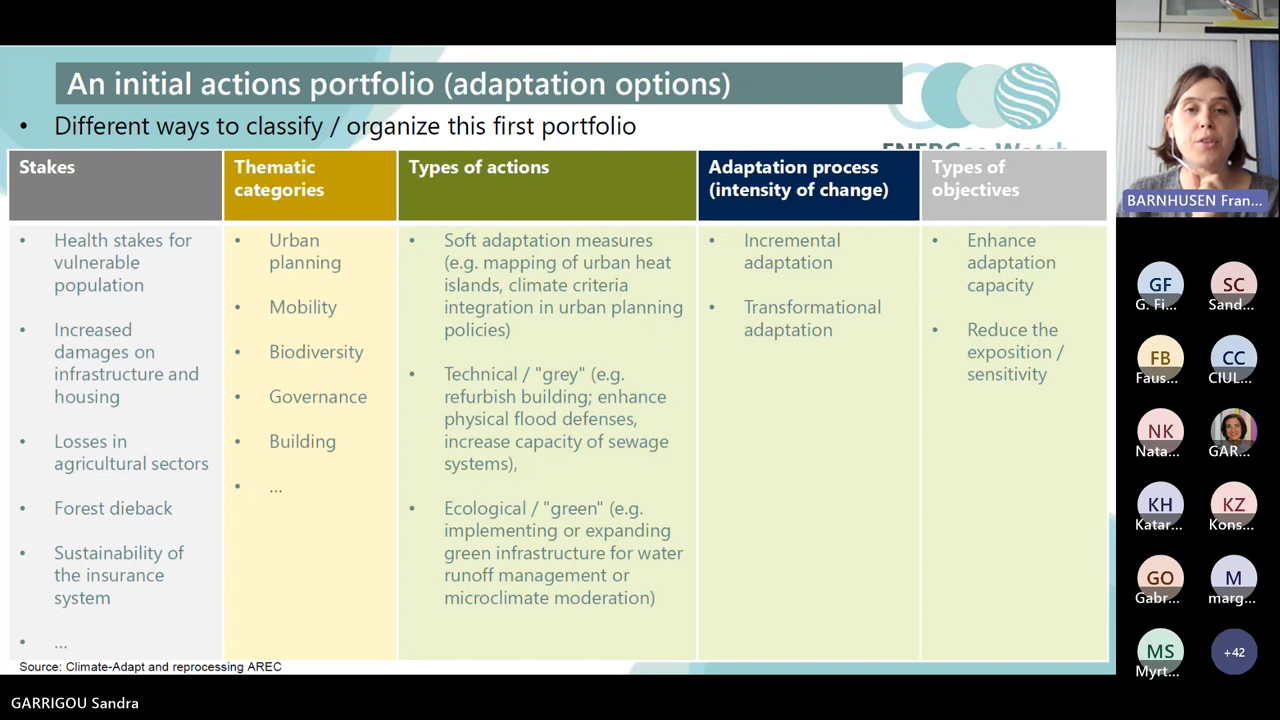 An initial actions portfolio (adaptation options)
• Different ways to classify / organize this first portfolio
Stakes
Thematic
categories
Types of actions
Adaptation process
(intensity of change)
Types of
objectives
• Health stakes for
vulnerable
population
• Increased
damages on
infrastructure and
housing
• Losses in
agricultural sectors
• Forest dieback
• Sustainability of
the insurance
system
• ...
• Urban
planning
• Mobility
• Biodiversity
• Governance
• Building
• ...
• Soft adaptation measures
(e.g. mapping of urban heat
islands, climate criteria
integration in urban planning
policies)
• Technical / "grey" (e.g.
refurbish building; enhance
physical flood defenses,
increase capacity of sewage
systems),
• Ecological / "green" (e.g.
implementing or expanding
green infrastructure for water
runoff management or
microclimate moderation)
• Incremental
adaptation
• Transformational
adaptation
• Enhance
adaptation
capacity
• Reduce the
exposition /
sensitivity
Source: Climate-Adapt and reprocessing AREC
GARRIGOU Sandra
BARNHUSEN Fran...
GF
G. Fi...
SC
Sand...
FB
Faus...
CC
CIUL...
NK
Nata...
GAR...
KH
Katar...
KZ
Kons...
GO
Gabr...
M
marg...
MS
Myrt...
+42